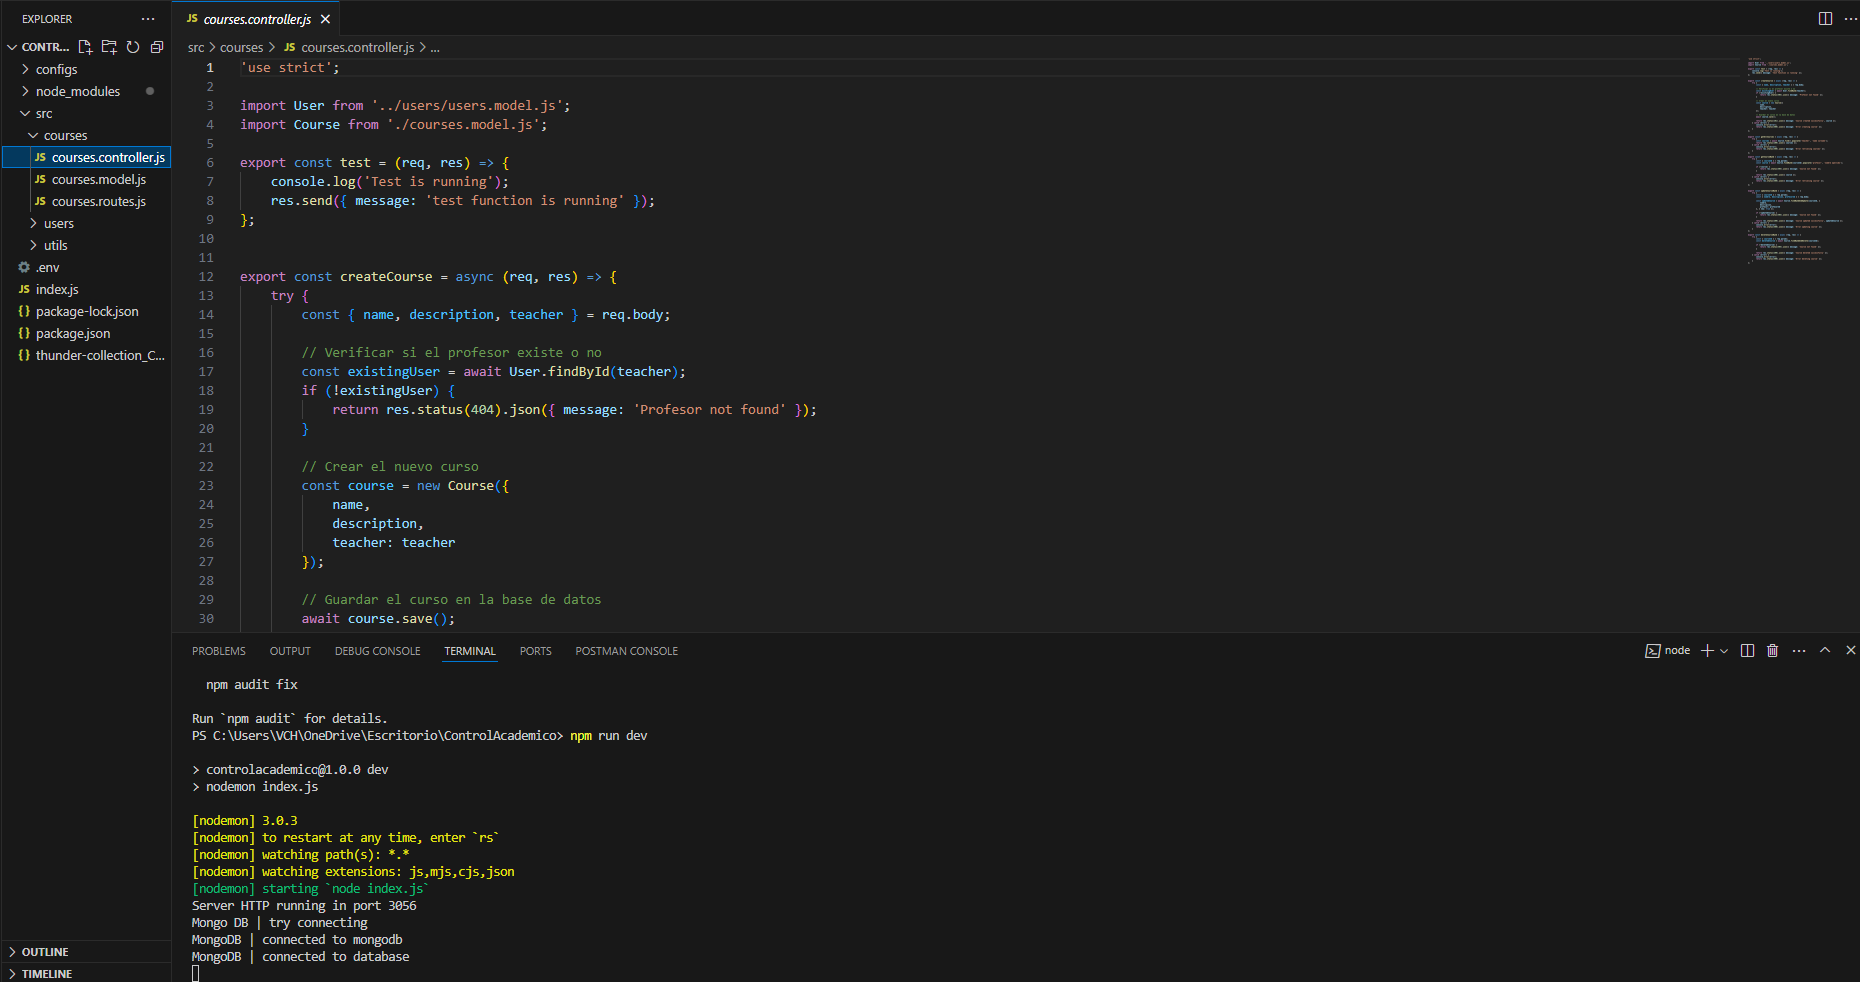 EXPLORER
CONTR...
configs
node_modules
src
courses
JS courses.controller.js
JS courses.model.js
JS courses.routes.js
users
utils
.env
JS index.js
{} package-lock.json
{} package.json
{} thunder-collection_C...
OUTLINE
TIMELINE
JS courses.controller.js
src > courses > JS courses.controller.js > ...
1 'use strict';
2
3 import User from '../users/users.model.js';
4 import Course from './courses.model.js';
5
6 export const test = (req, res) => {
7 console.log('Test is running');
8 res.send({ message: 'test function is running' });
9 };
10
11
12 export const createCourse = async (req, res) => {
13 try {
14 const { name, description, teacher } = req.body;
15
16 // Verificar si el profesor existe o no
17 const existingUser = await User.findById(teacher);
18 if (!existingUser) {
19 return res.status(404).json({ message: 'Profesor not found' });
20 }
21
22 // Crear el nuevo curso
23 const course = new Course({
24 name,
25 description,
26 teacher: teacher
27 });
28
29 // Guardar el curso en la base de datos
30 await course.save();
PROBLEMS OUTPUT DEBUG CONSOLE TERMINAL PORTS POSTMAN CONSOLE
node
npm audit fix
Run `npm audit` for details.
PS C:\Users\VCH\OneDrive\Escritorio\ControlAcademico> npm run dev
> controlacademico@1.0.0 dev
> nodemon index.js
[nodemon] 3.0.3
[nodemon] to restart at any time, enter `rs`
[nodemon] watching path(s): *.*
[nodemon] watching extensions: js,mjs,cjs,json
[nodemon] starting `node index.js`
Server HTTP running in port 3056
Mongo DB | try connecting
MongoDB | connected to mongodb
MongoDB | connected to database